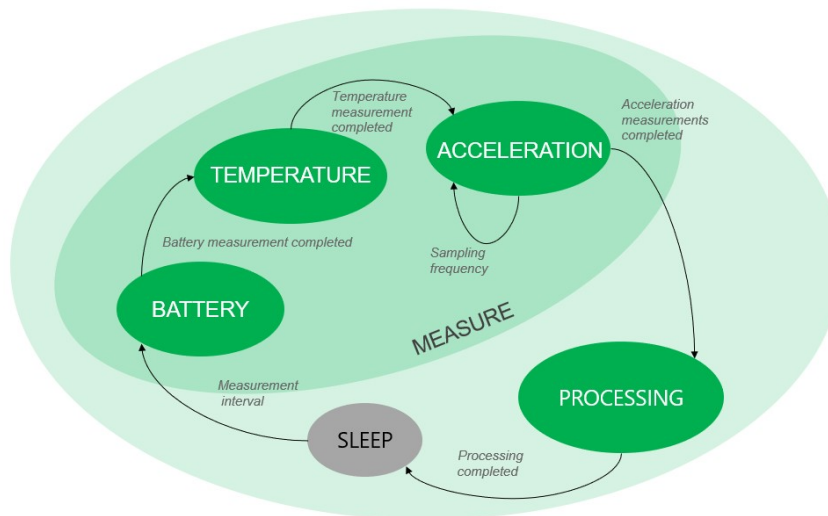 Temperature
measurement
completed
Acceleration
measurements
completed
ACCELERATION
TEMPERATURE
Battery measurement completed
Sampling
frequency
BATTERY
MEASURE
Measurement
interval
PROCESSING
SLEEP
Processing
completed